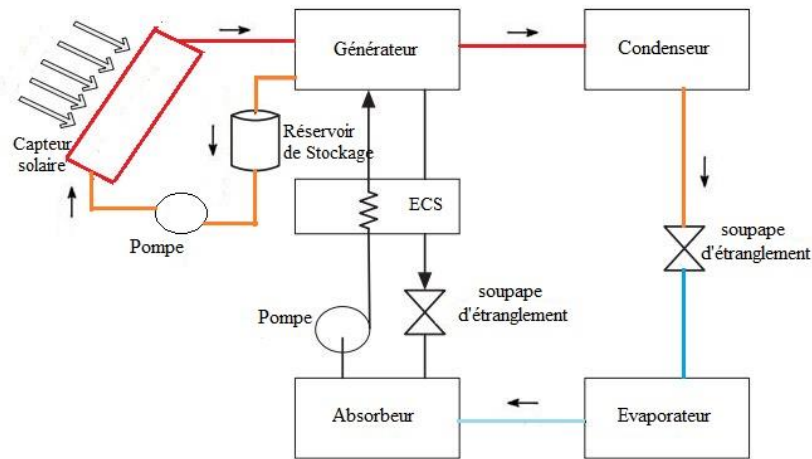 Générateur
Condenseur
Capteur
solaire
Réservoir
de Stockage
ECS
Pompe
soupape
d'étranglement
soupape
d'étranglement
Pompe
Absorbeur
Evaporateur